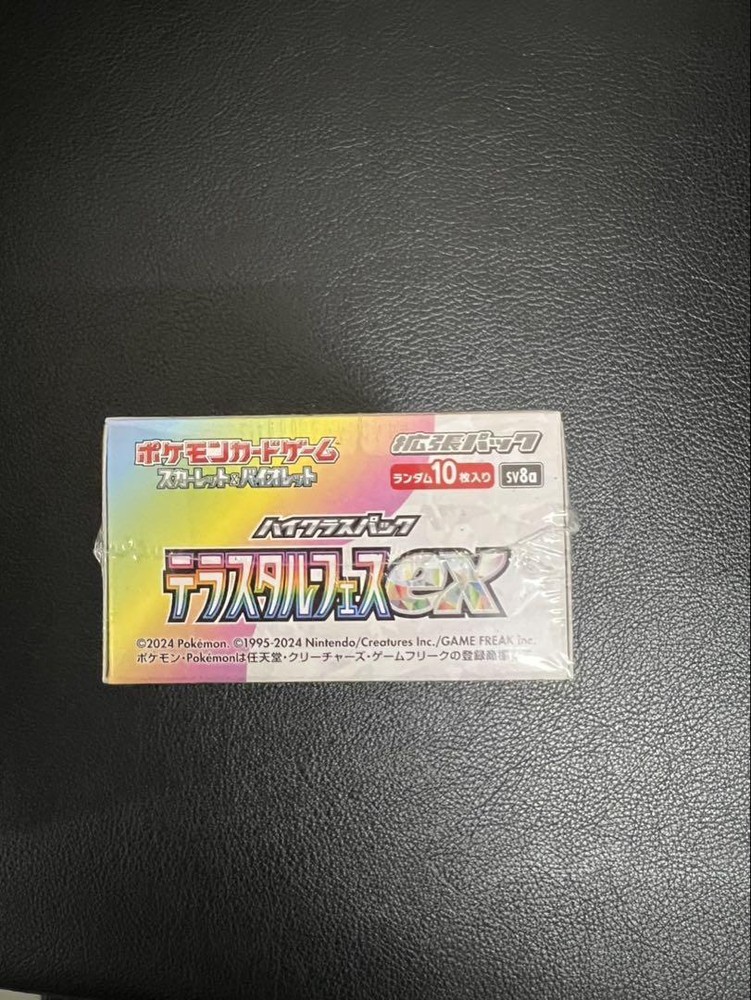 ポケモンカードゲーム
スカーレット&バイオレット
拡張パック
ランダム10枚入り SV8a
ハイクラスパック
テラスタルフェスex
©2024 Pokémon. ©1995-2024 Nintendo/Creatures Inc./GAME FREAK Inc.
ポケモン・Pokémonは任天堂・クリーチャーズ・ゲームフリークの登録商標